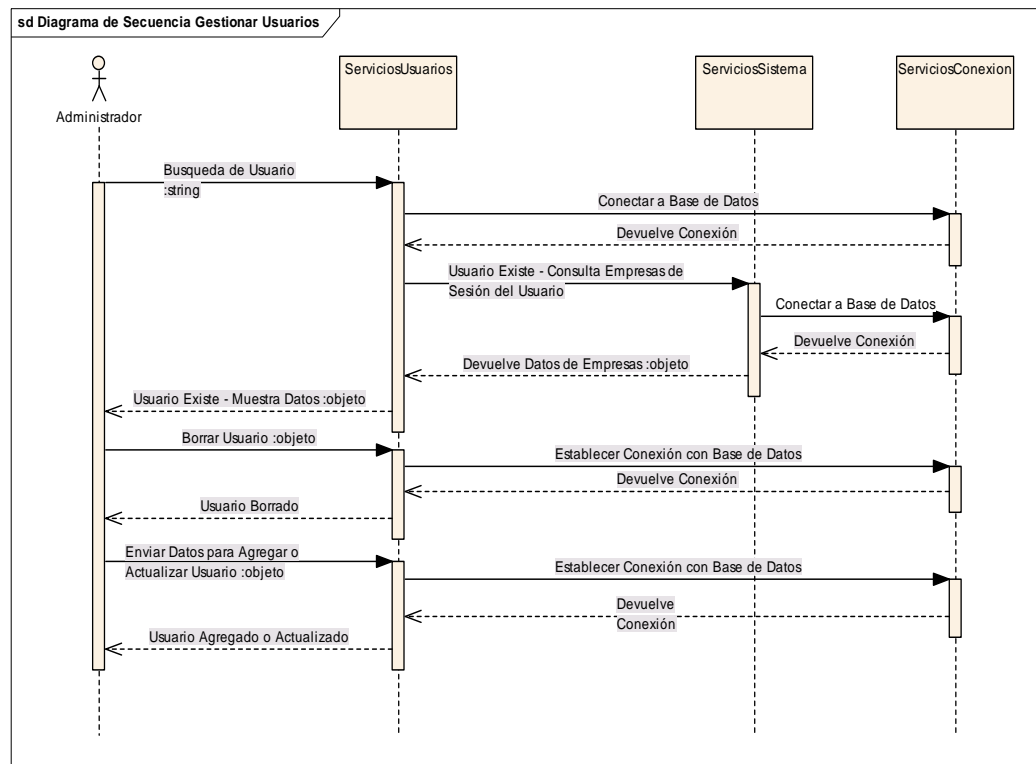 sd Diagrama de Secuencia Gestionar Usuarios
Administrador
ServiciosUsuarios
ServiciosSistema
ServiciosConexion
Busqueda de Usuario
:string
Conectar a Base de Datos
Devuelve Conexión
Usuario Existe - Consulta Empresas de
Sesión del Usuario
Conectar a Base de Datos
Devuelve Conexión
Devuelve Datos de Empresas :objeto
Usuario Existe - Muestra Datos :objeto
Borrar Usuario :objeto
Establecer Conexión con Base de Datos
Devuelve Conexión
Usuario Borrado
Enviar Datos para Agregar o
Actualizar Usuario :objeto
Establecer Conexión con Base de Datos
Devuelve
Conexión
Usuario Agregado o Actualizado